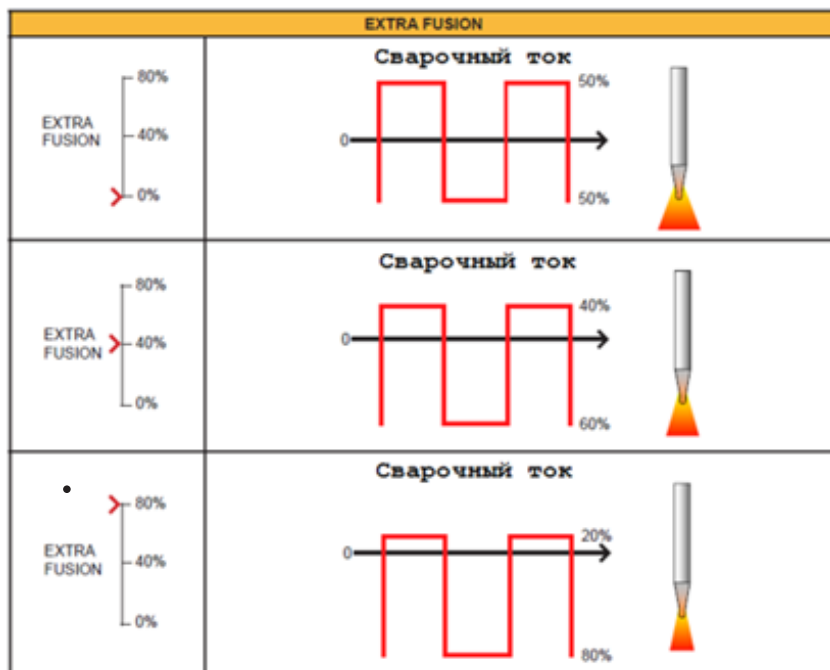 EXTRA FUSION
Сварочный ток
80%
50%
EXTRA
FUSION
40%
0
0%
50%
Сварочный ток
80%
40%
EXTRA
FUSION
40%
0
0%
60%
Сварочный ток
80%
20%
0
EXTRA
FUSION
40%
0%
80%